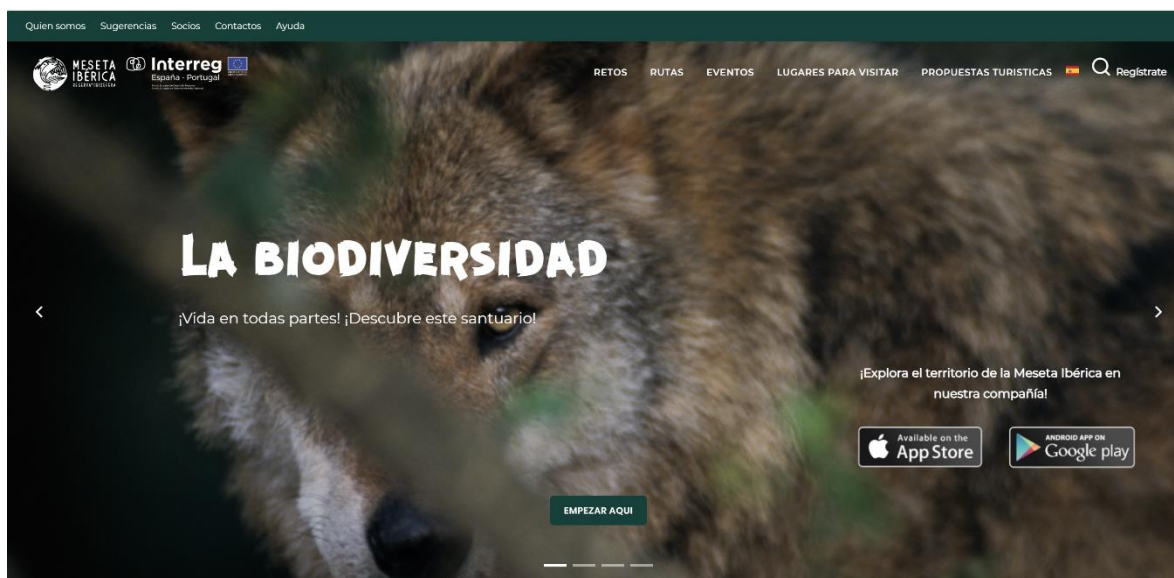 Quien somos Sugerencias Socios Contactos Ayuda
MESETA
IBÉRICA
Interreg
España - Portugal
RETOS RUTAS EVENTOS LUGARES PARA VISITAR PROPUESTAS TURISTICAS Regístrate
LA BIODIVERSIDAD
¡Vida en todas partes! ¡Descubre este santuario!
¡Explora el territorio de la Meseta Ibérica en
nuestra compañía!
Available on the
App Store
ANDROID APP ON
Google play
EMPEZAR AQUI